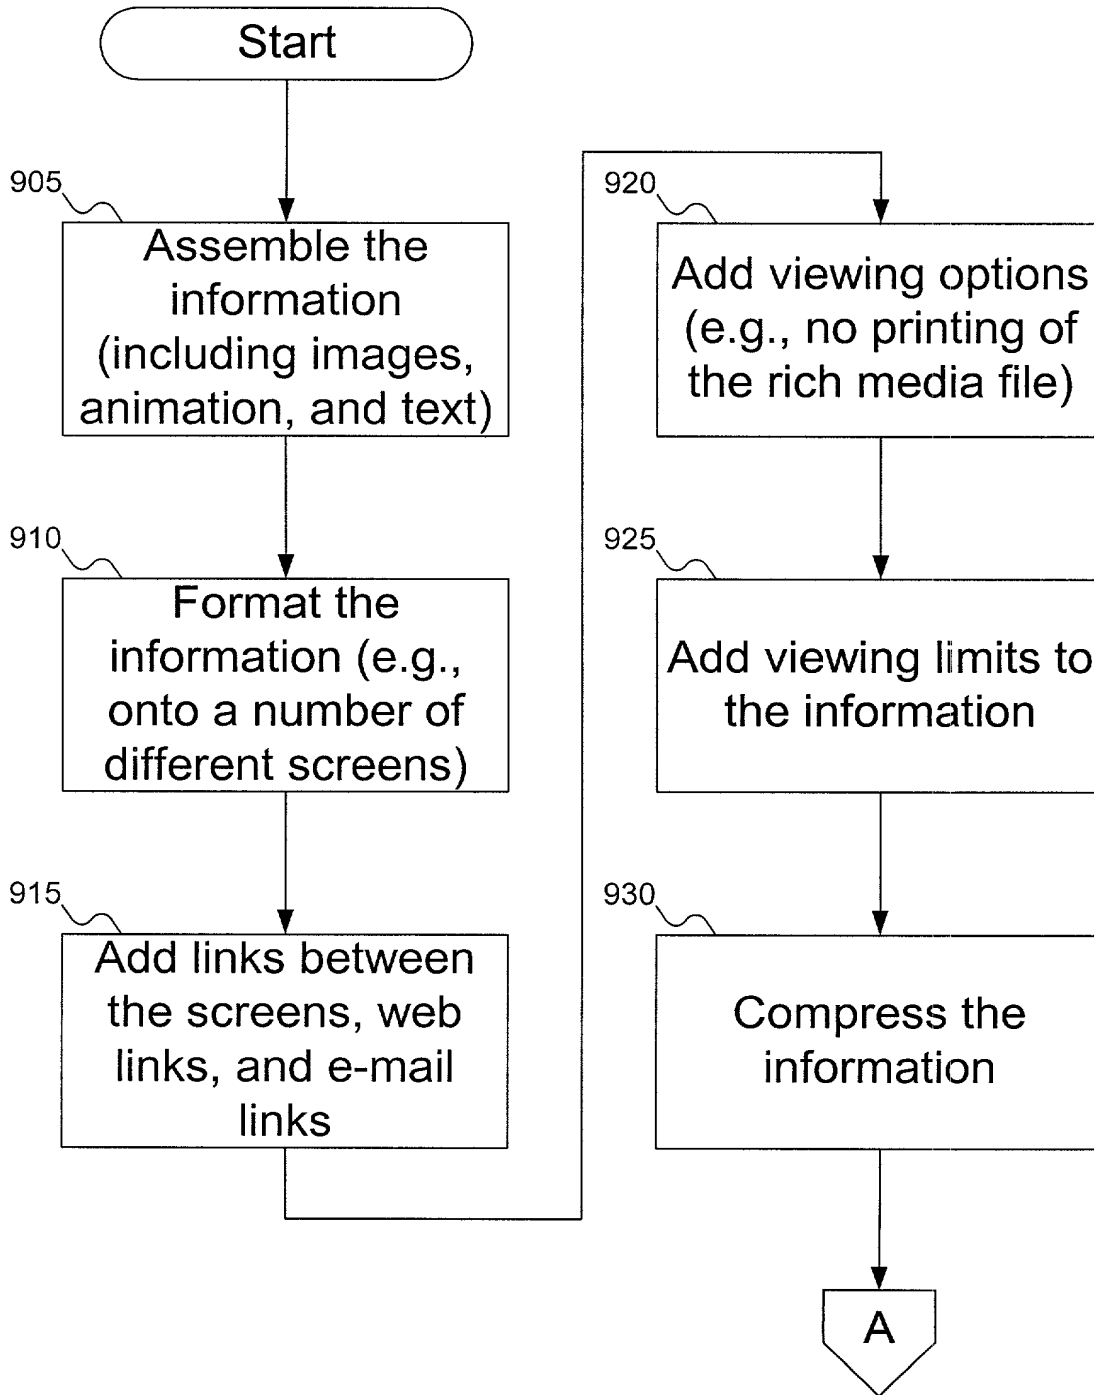 Start
905
Assemble the
information
(including images,
animation, and text)
910
Format the
information (e.g.,
onto a number of
different screens)
915
Add links between
the screens, web
links, and e-mail
links
920
Add viewing options
(e.g., no printing of
the rich media file)
925
Add viewing limits to
the information
930
Compress the
information
A